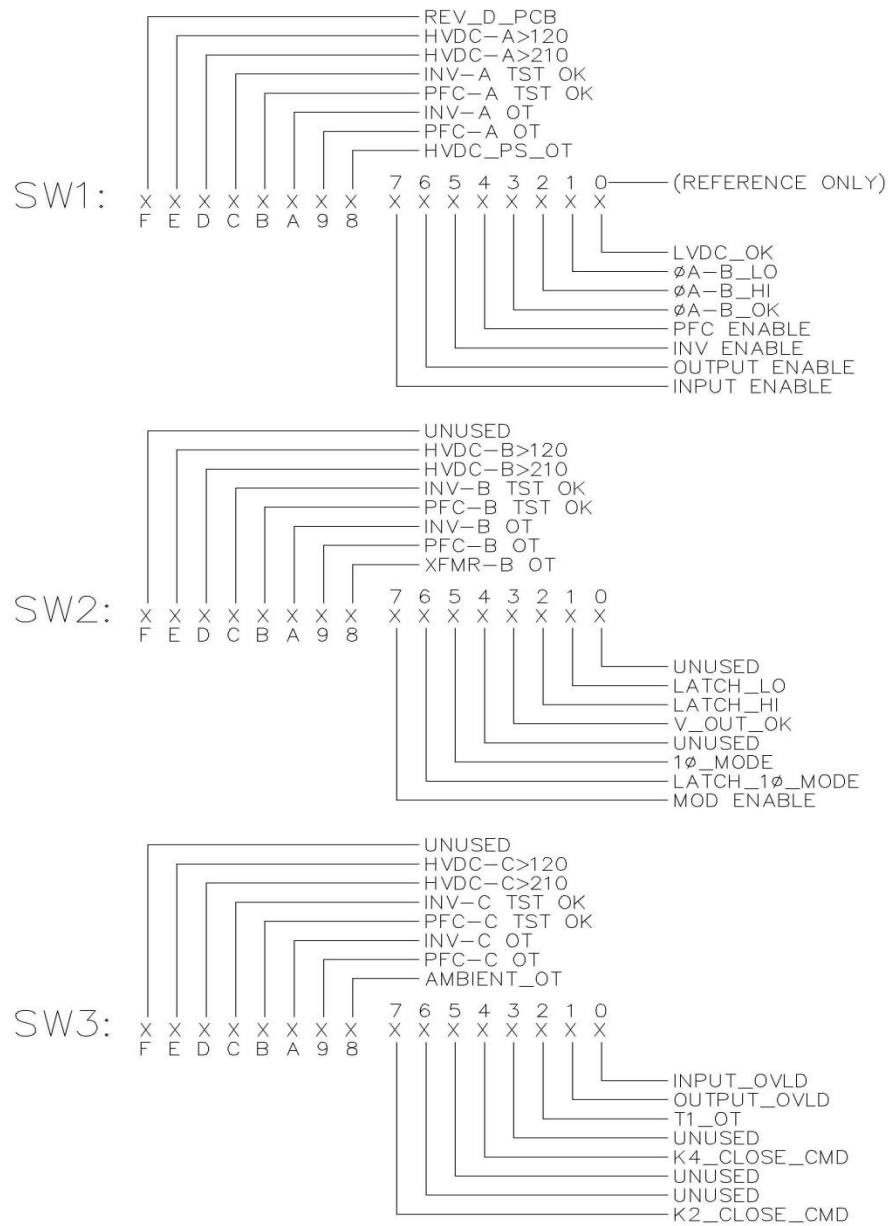 REV_D_PCB
HVDC-A>120
HVDC-A>210
INV-A TST OK
PFC-A TST OK
INV-A OT
PFC-A OT
HVDC_PS_OT
7 6 5 4 3 2 1 0 (REFERENCE ONLY)
SW1: X X X X X X X X X X X X X X X X
F E D C B A 9 8
LVDC_OK
øA-B_LO
øA-B_HI
øA-B_OK
PFC ENABLE
INV ENABLE
OUTPUT ENABLE
INPUT ENABLE
UNUSED
HVDC-B>120
HVDC-B>210
INV-B TST OK
PFC-B TST OK
INV-B OT
PFC-B OT
XFMR-B OT
7 6 5 4 3 2 1 0
SW2: X X X X X X X X X X X X X X X X
F E D C B A 9 8
UNUSED
LATCH_LO
LATCH_HI
V_OUT_OK
UNUSED
1ø_MODE
LATCH_1ø_MODE
MOD ENABLE
UNUSED
HVDC-C>120
HVDC-C>210
INV-C TST OK
PFC-C TST OK
INV-C OT
PFC-C OT
AMBIENT_OT
7 6 5 4 3 2 1 0
SW3: X X X X X X X X X X X X X X X X
F E D C B A 9 8
INPUT_OVLD
OUTPUT_OVLD
T1_OT
UNUSED
K4_CLOSE_CMD
UNUSED
UNUSED
K2_CLOSE_CMD